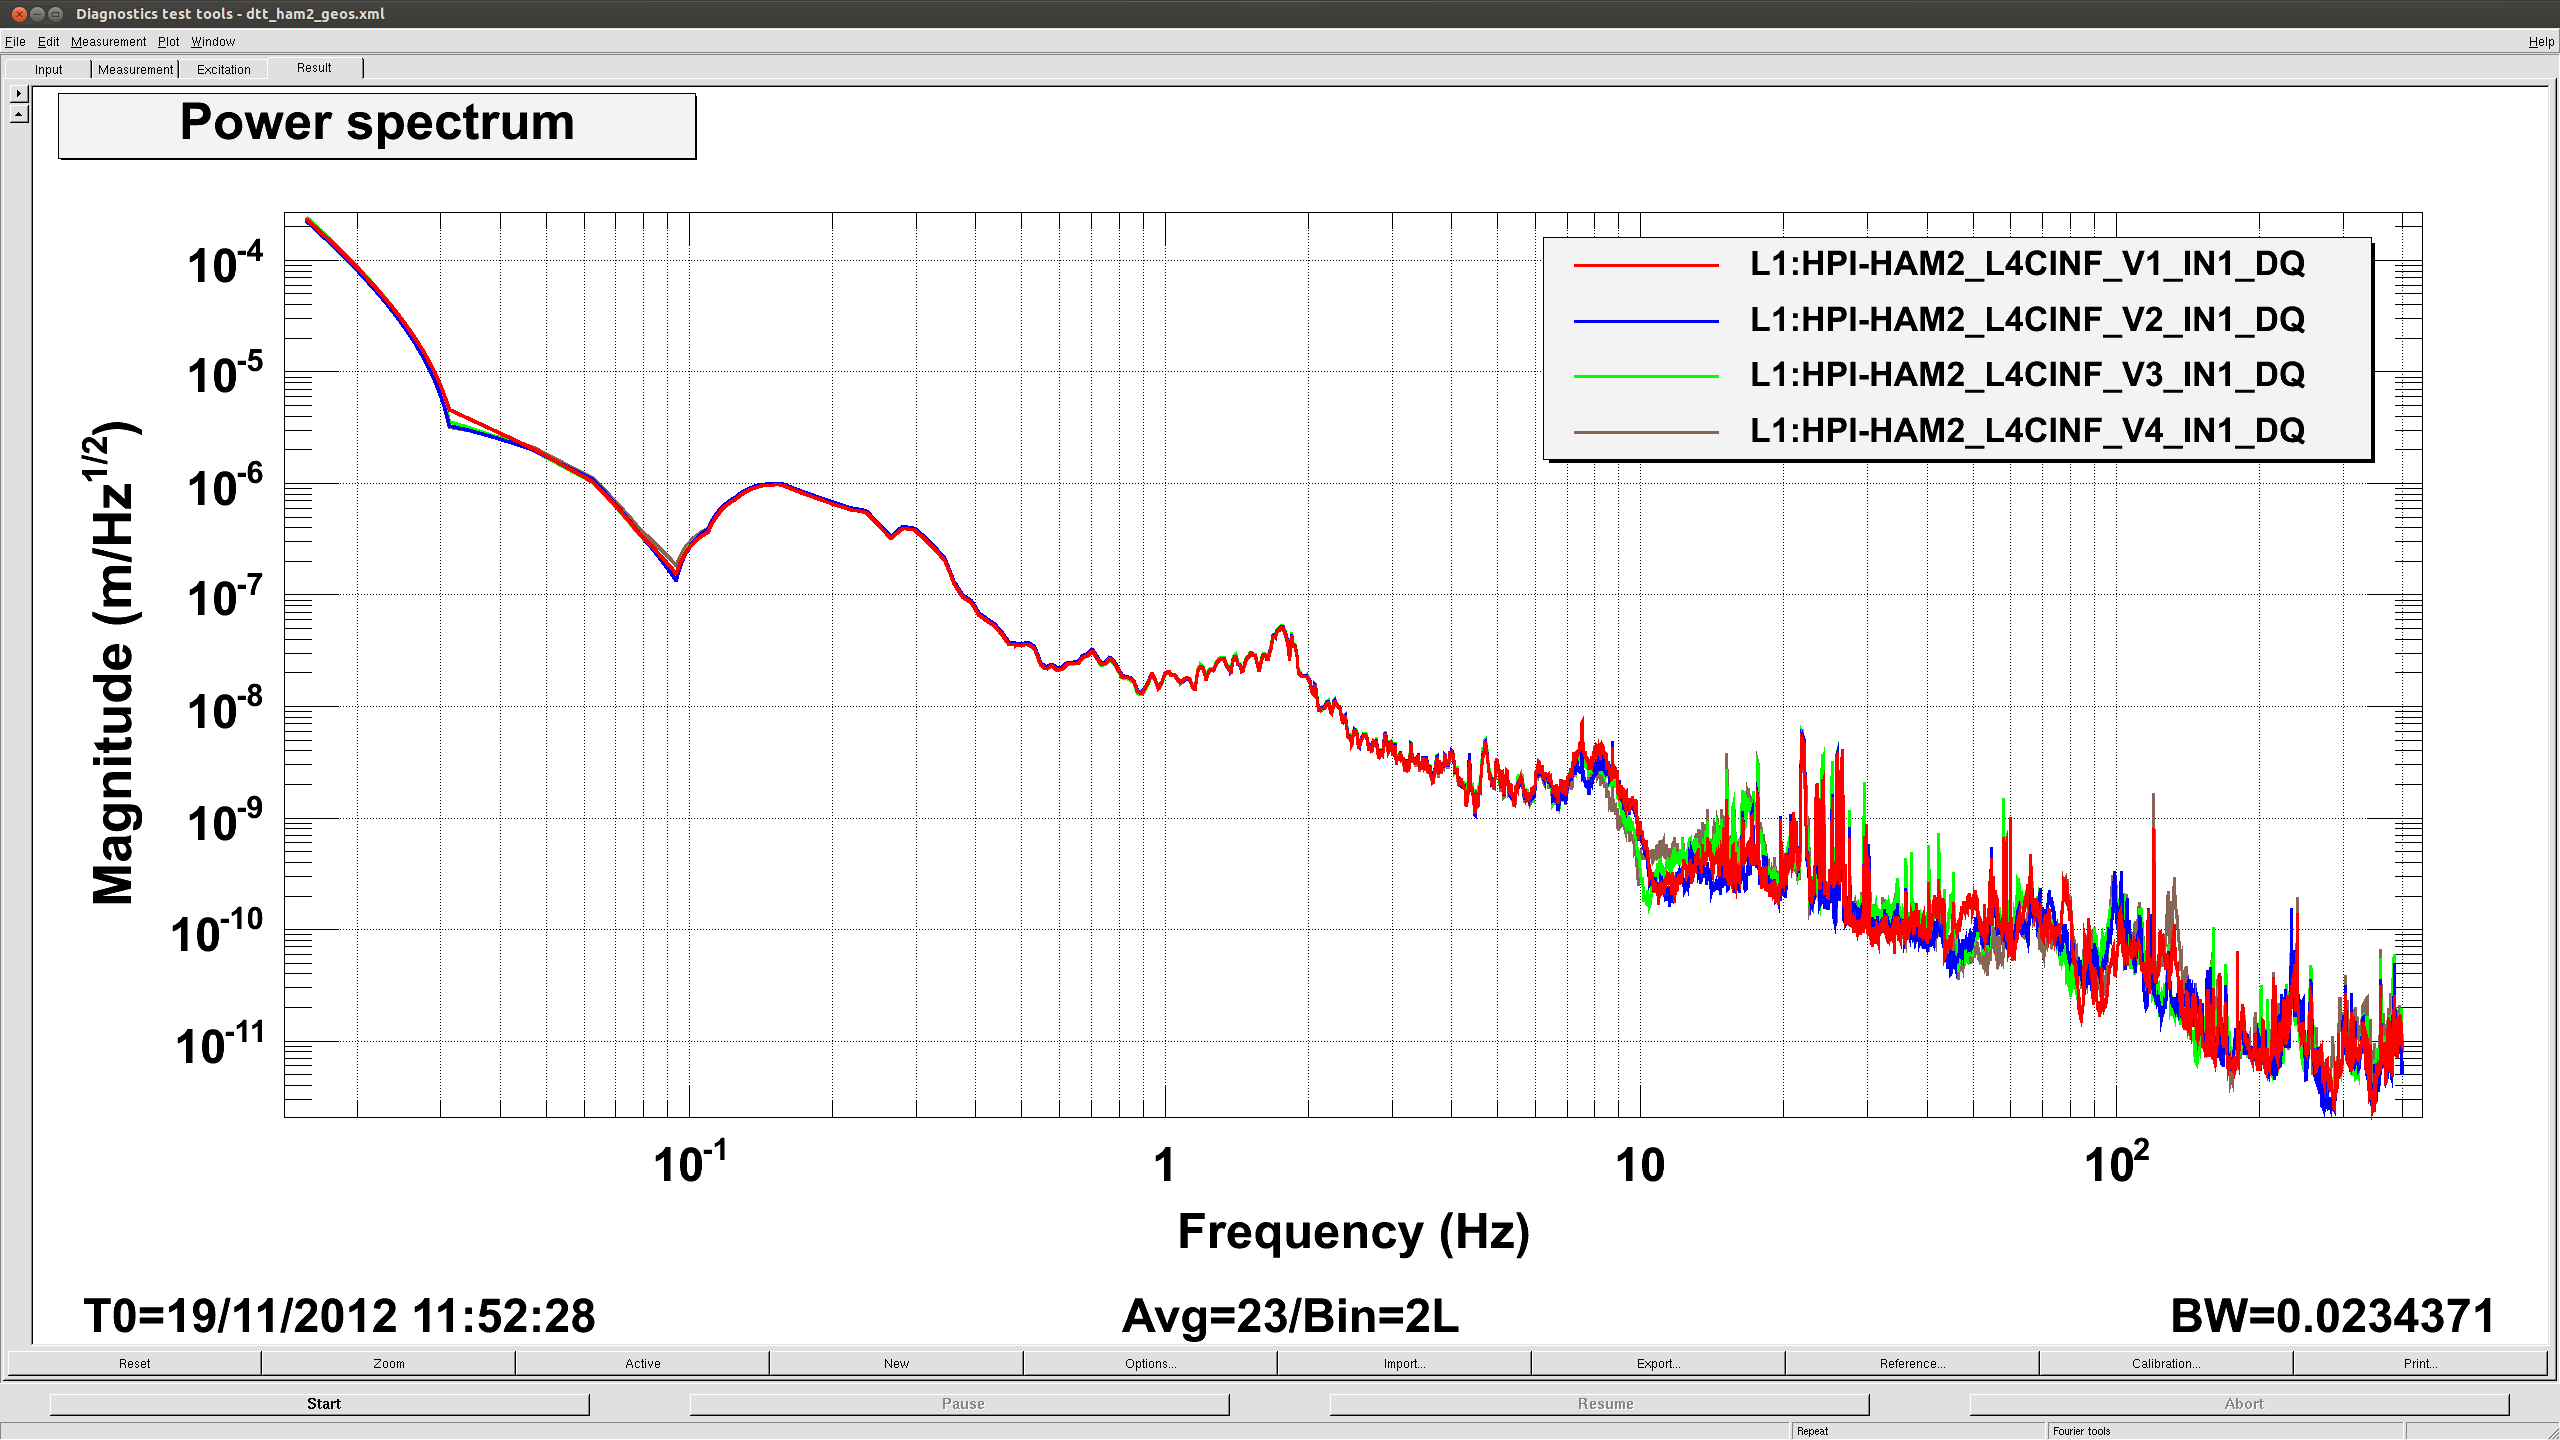 Diagnostics test tools - dtt_ham2_geos.xml
File Edit Measurement Plot Window Help
Input Measurement Excitation Result
Power spectrum
L1:HPI-HAM2_L4CINF_V1_IN1_DQ
L1:HPI-HAM2_L4CINF_V2_IN1_DQ
L1:HPI-HAM2_L4CINF_V3_IN1_DQ
L1:HPI-HAM2_L4CINF_V4_IN1_DQ
Magnitude (m/Hz^1/2)
10^-4
10^-5
10^-6
10^-7
10^-8
10^-9
10^-10
10^-11
10^-1 1 10 10^2
Frequency (Hz)
T0=19/11/2012 11:52:28 Avg=23/Bin=2L BW=0.0234371
Reset Zoom Active New Options... Import... Export... Reference... Calibration... Print...
Start Pause Resume Abort
Repeat Fourier tools